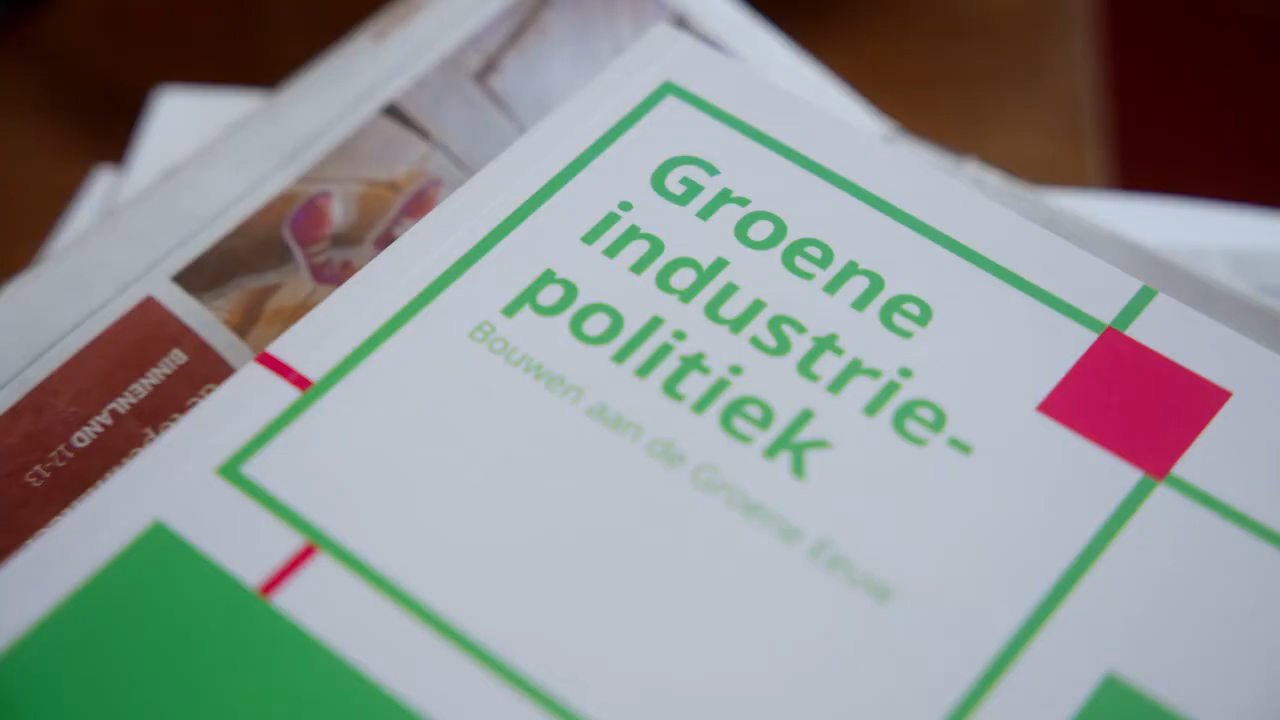 Groene
industrie-
politiek
Bouwen aan de Groene Eeuw
BINNENLAND 12-13